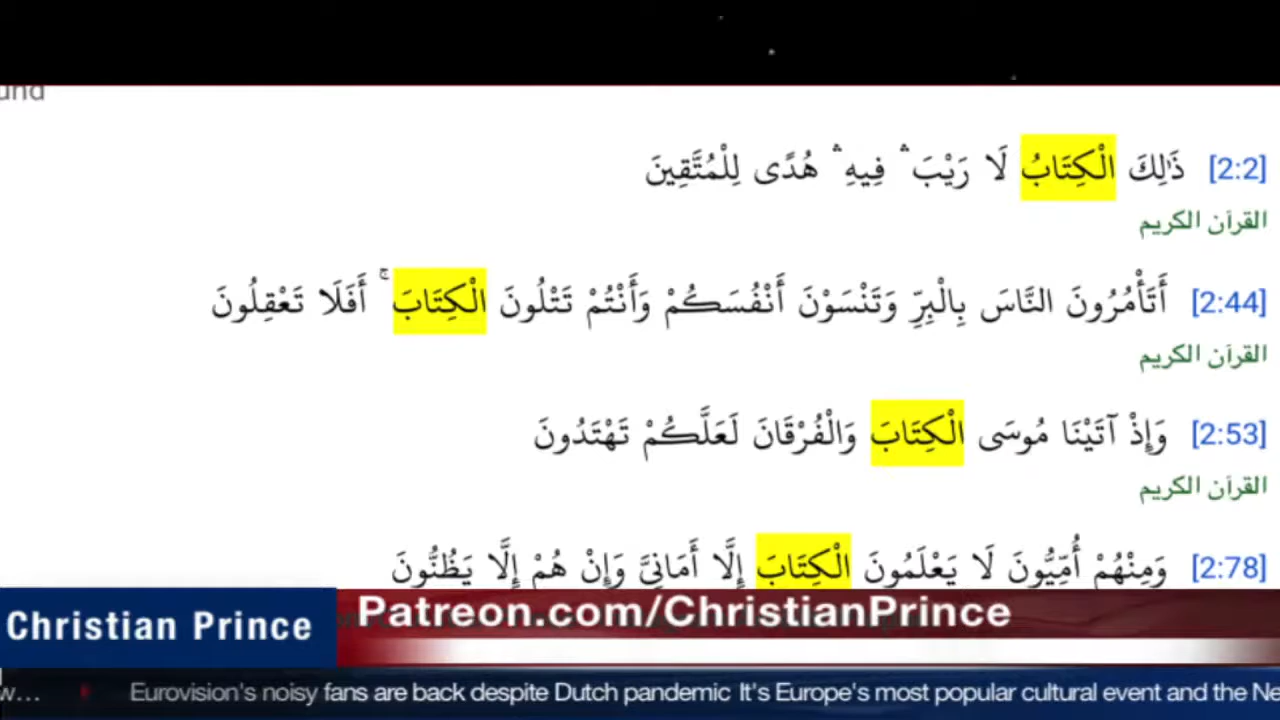 und
[2:2] ذَٰلِكَ الْكِتَابُ لَا رَيْبَ ۛ فِيهِ ۛ هُدًى لِلْمُتَّقِينَ
القرآن الكريم
[2:44] أَتَأْمُرُونَ النَّاسَ بِالْبِرِّ وَتَنْسَوْنَ أَنْفُسَكُمْ وَأَنْتُمْ تَتْلُونَ الْكِتَابَ ۚ أَفَلَا تَعْقِلُونَ
القرآن الكريم
[2:53] وَإِذْ آتَيْنَا مُوسَى الْكِتَابَ وَالْفُرْقَانَ لَعَلَّكُمْ تَهْتَدُونَ
القرآن الكريم
[2:78] وَمِنْهُمْ أُمِّيُّونَ لَا يَعْلَمُونَ الْكِتَابَ إِلَّا أَمَانِيَّ وَإِنْ هُمْ إِلَّا يَظُنُّونَ
Patreon.com/ChristianPrince
Christian Prince
w… Eurovision's noisy fans are back despite Dutch pandemic It's Europe's most popular cultural event and the Ne